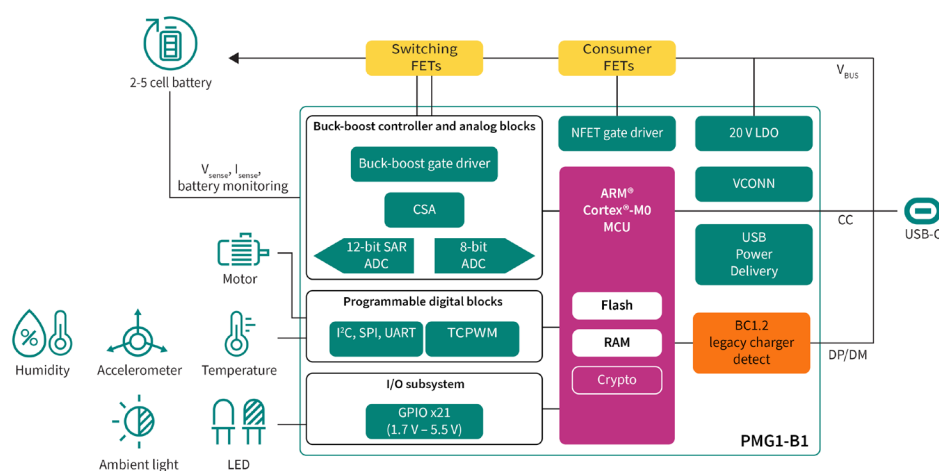 Switching
FETs
Consumer
FETs
2-5 cell battery
VBUS
Buck-boost controller and analog blocks
NFET gate driver
20 V LDO
Buck-boost gate driver
Vsense, Isense,
battery monitoring
ARM®
Cortex®-M0
MCU
VCONN
CSA
CC
USB-C
12-bit SAR
ADC
8-bit
ADC
USB
Power
Delivery
Motor
Programmable digital blocks
Flash
I²C, SPI, UART
TCPWM
BC1.2
legacy charger
detect
RAM
DP/DM
%
Humidity
Accelerometer
Temperature
Crypto
I/O subsystem
GPIO x21
(1.7 V – 5.5 V)
PMG1-B1
Ambient light
LED